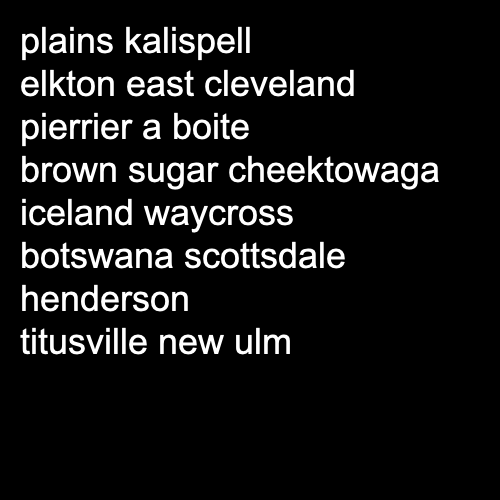 plains kalispell
elkton east cleveland
pierrier a boite
brown sugar cheektowaga
iceland waycross
botswana scottsdale
henderson
titusville new ulm